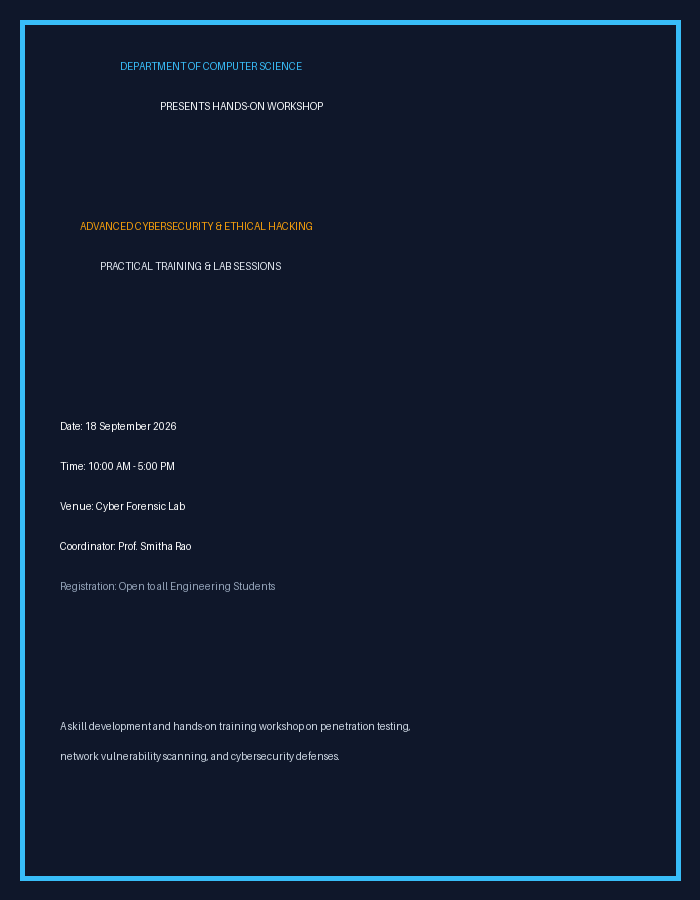 DEPARTMENT OF COMPUTER SCIENCE
PRESENTS HANDS-ON WORKSHOP
ADVANCED CYBERSECURITY & ETHICAL HACKING
PRACTICAL TRAINING & LAB SESSIONS
Date: 18 September 2026
Time: 10:00 AM - 5:00 PM
Venue: Cyber Forensic Lab
Coordinator: Prof. Smitha Rao
Registration: Open to all Engineering Students
A skill development and hands-on training workshop on penetration testing,
network vulnerability scanning, and cybersecurity defenses.